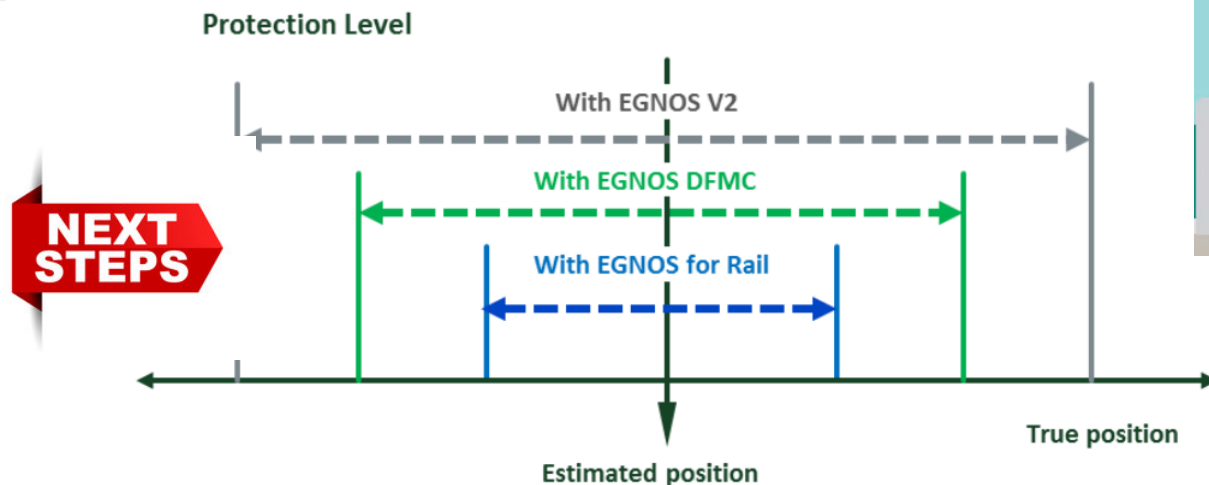 Protection Level
With EGNOS V2
With EGNOS DFMC
NEXT
STEPS
With EGNOS for Rail
True position
Estimated position